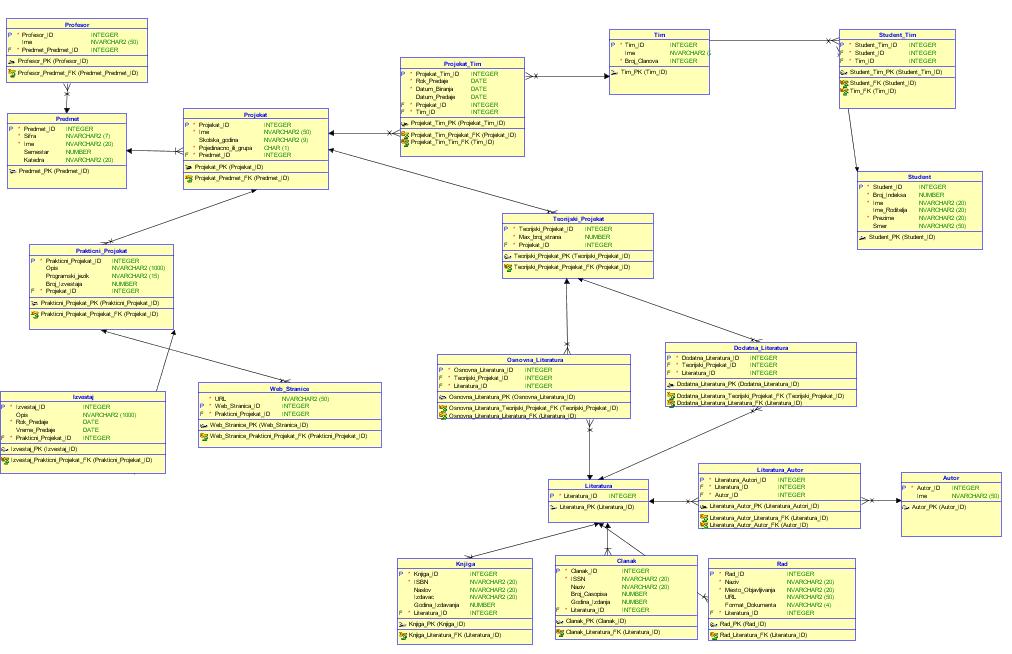 Profesor
P * Profesor_ID INTEGER
Ime NVARCHAR2 (50)
F * Predmet_Predmet_ID INTEGER
Profesor_PK (Profesor_ID)
Profesor_Predmet_FK (Predmet_Predmet_ID)
Predmet
P * Predmet_ID INTEGER
* Sifra NVARCHAR2 (7)
* Ime NVARCHAR2 (20)
Semestar NUMBER
Katedra NVARCHAR2 (20)
Predmet_PK (Predmet_ID)
Projekat
P * Projekat_ID INTEGER
* Ime NVARCHAR2 (50)
Skolska_godina NVARCHAR2 (9)
* Pojedinacno_ili_grupa CHAR (1)
F * Predmet_ID INTEGER
Projekat_PK (Projekat_ID)
Projekat_Predmet_FK (Predmet_ID)
Projekat_Tim
P * Projekat_Tim_ID INTEGER
* Rok_Predaje DATE
* Datum_Biranja DATE
Datum_Predaje DATE
F * Projekat_ID INTEGER
F * Tim_ID INTEGER
Projekat_Tim_PK (Projekat_Tim_ID)
Projekat_Tim_Projekat_FK (Projekat_ID)
Projekat_Tim_Tim_FK (Tim_ID)
Tim
P * Tim_ID INTEGER
Ime NVARCHAR2
* Broj_Clanova INTEGER
Tim_PK (Tim_ID)
Student_Tim
P * Student_Tim_ID INTEGER
F * Student_ID INTEGER
F * Tim_ID INTEGER
Student_Tim_PK (Student_Tim_ID)
Student_FK (Student_ID)
Tim_FK (Tim_ID)
Student
P * Student_ID INTEGER
* Broj_Indeksa NUMBER
* Ime NVARCHAR2 (20)
* Ime_Roditelja NVARCHAR2 (20)
* Prezime NVARCHAR2 (20)
* Smer NVARCHAR2 (50)
Student_PK (Student_ID)
Prakticni_Projekat
P * Prakticni_Projekat_ID INTEGER
Opis NVARCHAR2 (1000)
Programski_jezik NVARCHAR2 (15)
Broj_Izvestaja NUMBER
F * Projekat_ID INTEGER
Prakticni_Projekat_PK (Prakticni_Projekat_ID)
Prakticni_Projekat_Projekat_FK (Projekat_ID)
Teorijski_Projekat
P * Teorijski_Projekat_ID INTEGER
* Max_broj_strana NUMBER
F * Projekat_ID INTEGER
Teorijski_Projekat_PK (Teorijski_Projekat_ID)
Teorijski_Projekat_Projekat_FK (Projekat_ID)
Izvestaj
P * Izvestaj_ID INTEGER
Opis NVARCHAR2 (1000)
* Rok_Predaje DATE
Vreme_Predaje DATE
F * Prakticni_Projekat_ID INTEGER
Izvestaj_PK (Izvestaj_ID)
Izvestaj_Prakticni_Projekat_FK (Prakticni_Projekat_ID)
Web_Stranice
* URL NVARCHAR2 (50)
P * Web_Stranica_ID INTEGER
F * Prakticni_Projekat_ID INTEGER
Web_Stranice_PK (Web_Stranica_ID)
Web_Stranice_Prakticni_Projekat_FK (Prakticni_Projekat_ID)
Osnovna_Literatura
P * Osnovna_Literatura_ID INTEGER
F * Teorijski_Projekat_ID INTEGER
F * Literatura_ID INTEGER
Osnovna_Literatura_PK (Osnovna_Literatura_ID)
Osnovna_Literatura_Teorijski_Projekat_FK (Teorijski_Projekat_ID)
Osnovna_Literatura_Literatura_FK (Literatura_ID)
Dodatna_Literatura
P * Dodatna_Literatura_ID INTEGER
F * Teorijski_Projekat_ID INTEGER
F * Literatura_ID INTEGER
Dodatna_Literatura_PK (Dodatna_Literatura_ID)
Dodatna_Literatura_Teorijski_Projekat_FK (Teorijski_Projekat_ID)
Dodatna_Literatura_Literatura_FK (Literatura_ID)
Literatura
P * Literatura_ID INTEGER
Literatura_PK (Literatura_ID)
Literatura_Autor
P * Literatura_Autori_ID INTEGER
F * Literatura_ID INTEGER
F * Autor_ID INTEGER
Literatura_Autor_PK (Literatura_Autori_ID)
Literatura_Autor_Literatura_FK (Literatura_ID)
Literatura_Autor_Autor_FK (Autor_ID)
Autor
P * Autor_ID INTEGER
Ime NVARCHAR2 (50)
Autor_PK (Autor_ID)
Knjiga
P * Knjiga_ID INTEGER
* ISBN NVARCHAR2 (20)
* Naslov NVARCHAR2 (20)
* Izdavac NVARCHAR2 (20)
Godina_Izdavanja NUMBER
F * Literatura_ID INTEGER
Knjiga_PK (Knjiga_ID)
Knjiga_Literatura_FK (Literatura_ID)
Clanak
P * Clanak_ID INTEGER
* ISSN NVARCHAR2 (20)
Naziv NVARCHAR2 (20)
Broj_Casopisa NUMBER
Godina_Izdanja NUMBER
F * Literatura_ID INTEGER
Clanak_PK (Clanak_ID)
Clanak_Literatura_FK (Literatura_ID)
Rad
P * Rad_ID INTEGER
* Naziv NVARCHAR2 (20)
* Mesto_Objavljivanja NVARCHAR2 (20)
URL NVARCHAR2 (50)
Format_Dokumenta NVARCHAR2 (4)
F * Literatura_ID INTEGER
Rad_PK (Rad_ID)
Rad_Literatura_FK (Literatura_ID)